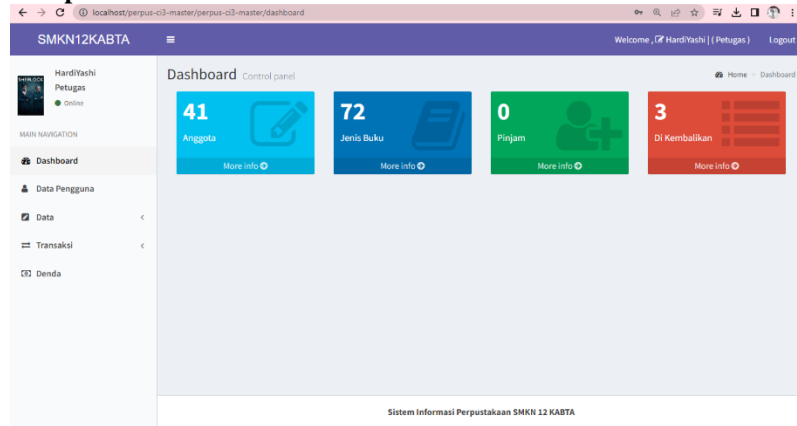 localhost/perpus-ci3-master/perpus-ci3-master/dashboard
SMKN12KABTA
Welcome , HardiYashi | ( Petugas )
Logout
HardiYashi
Petugas
Online
MAIN NAVIGATION
Dashboard
Data Pengguna
Data
Transaksi
Denda
Dashboard Control panel
Home
Dashboard
41
Anggota
More info
72
Jenis Buku
More info
0
Pinjam
More info
3
Di Kembalikan
More info
Sistem Informasi Perpustakaan SMKN 12 KABTA